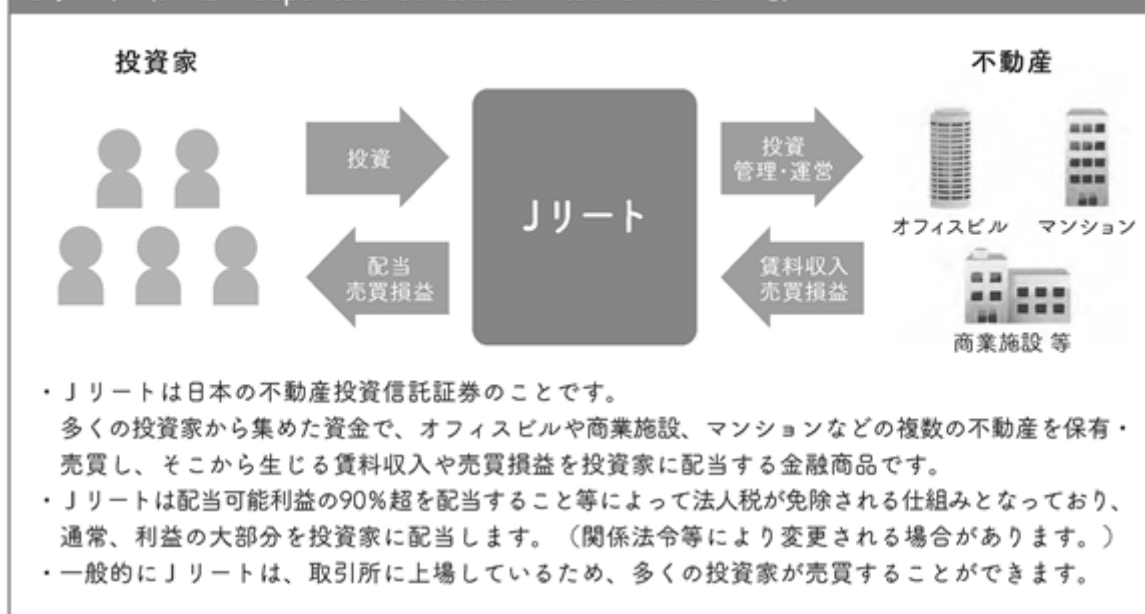 投資家
不動産
投資
Jリート
投資
管理・運営
オフィスビル
マンション
配当
売買損益
賃料収入
売買損益
商業施設 等
・Jリートは日本の不動産投資信託証券のことです。
多くの投資家から集めた資金で、オフィスビルや商業施設、マンションなどの複数の不動産を保有・
売買し、そこから生じる賃料収入や売買損益を投資家に配当する金融商品です。
・Jリートは配当可能利益の90%超を配当すること等によって法人税が免除される仕組みとなっており、
通常、利益の大部分を投資家に配当します。（関係法令等により変更される場合があります。）
・一般的にJリートは、取引所に上場しているため、多くの投資家が売買することができます。